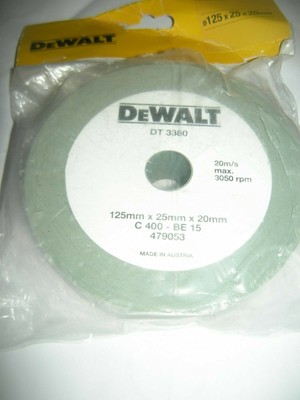 DEWALT
ø125 x 25 x 20mm
DEWALT
DT 3380
20m/s
max.
3050 rpm
125mm x 25mm x 20mm
C 400 - BE 15
479053
MADE IN AUSTRIA